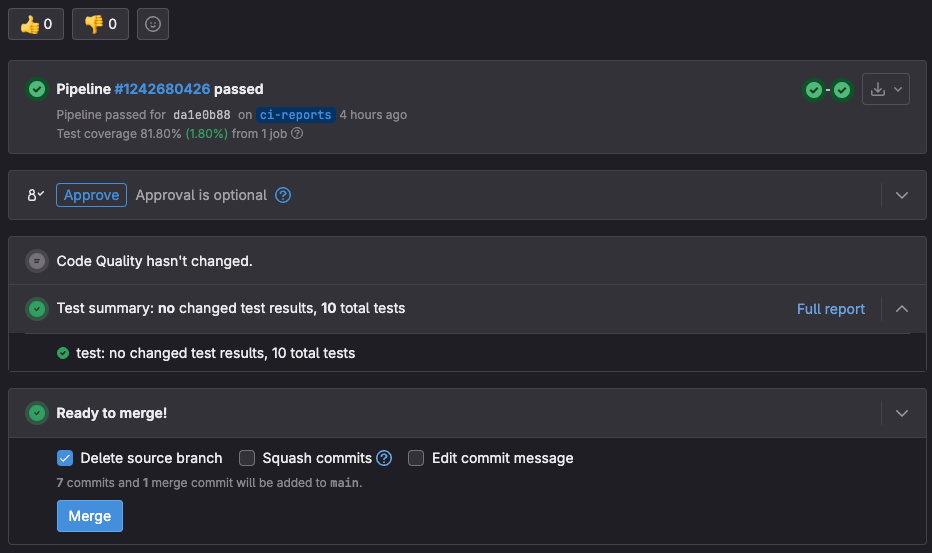 👍 0 👎 0
Pipeline #1242680426 passed
Pipeline passed for da1e0b88 on ci-reports 4 hours ago
Test coverage 81.80% (1.80%) from 1 job
Approve Approval is optional
Code Quality hasn't changed.
Test summary: no changed test results, 10 total tests Full report
test: no changed test results, 10 total tests
Ready to merge!
Delete source branch Squash commits Edit commit message
7 commits and 1 merge commit will be added to main.
Merge